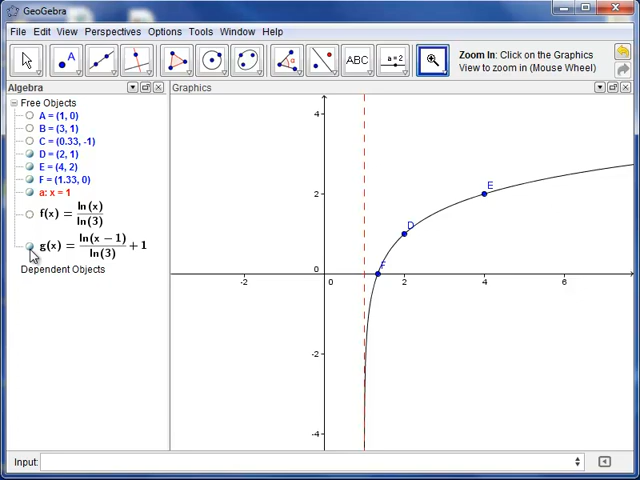 GeoGebra
File Edit View Perspectives Options Tools Window Help
A ABC a=2 Zoom In: Click on the Graphics
View to zoom in (Mouse Wheel)
Algebra Graphics
Free Objects
A = (1, 0)
B = (3, 1)
C = (0.33, -1)
D = (2, 1)
E = (4, 2)
F = (1.33, 0)
a: x = 1
f(x) = ln(x) / ln(3)
g(x) = ln(x − 1) / ln(3) + 1
Dependent Objects
4
2
0
-2
-4
-2 0 2 4 6
D
E
F
Input: